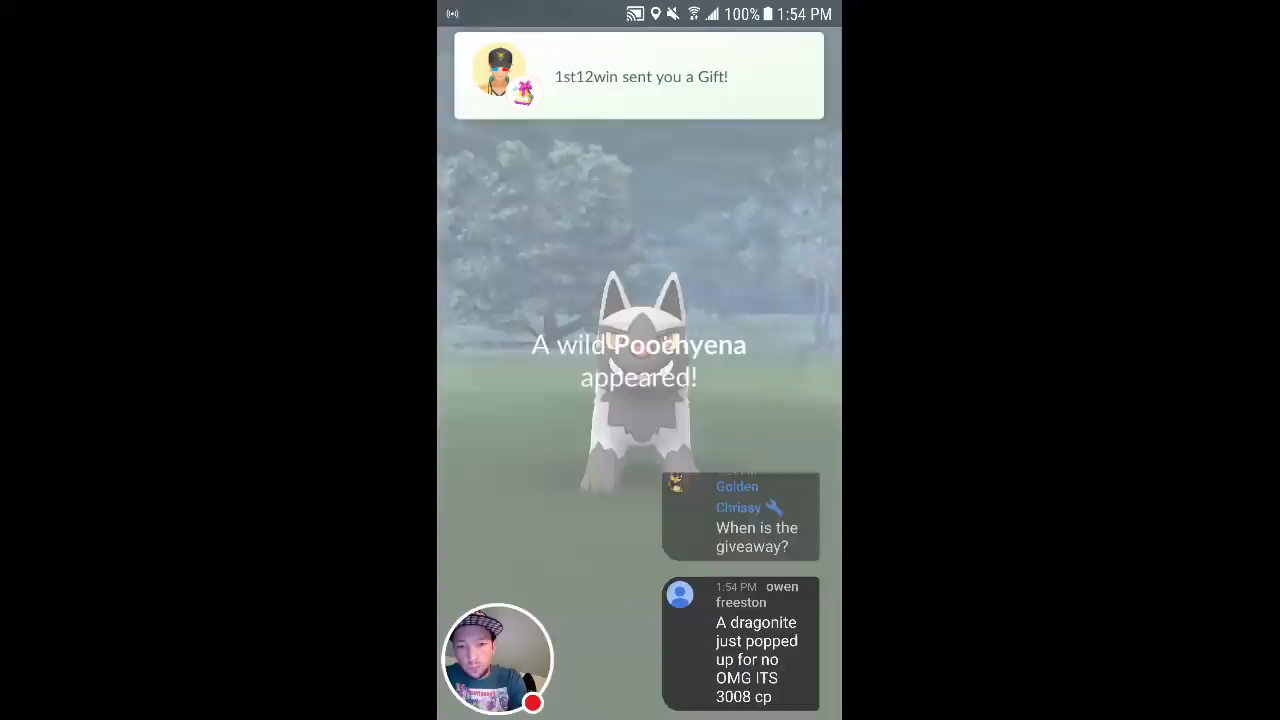 100% 1:54 PM
1st12win sent you a Gift!
A wild Poochyena
appeared!
Golden
Chrissy
When is the
giveaway?
1:54 PM owen
freeston
A dragonite
just popped
up for no
OMG ITS
3008 cp